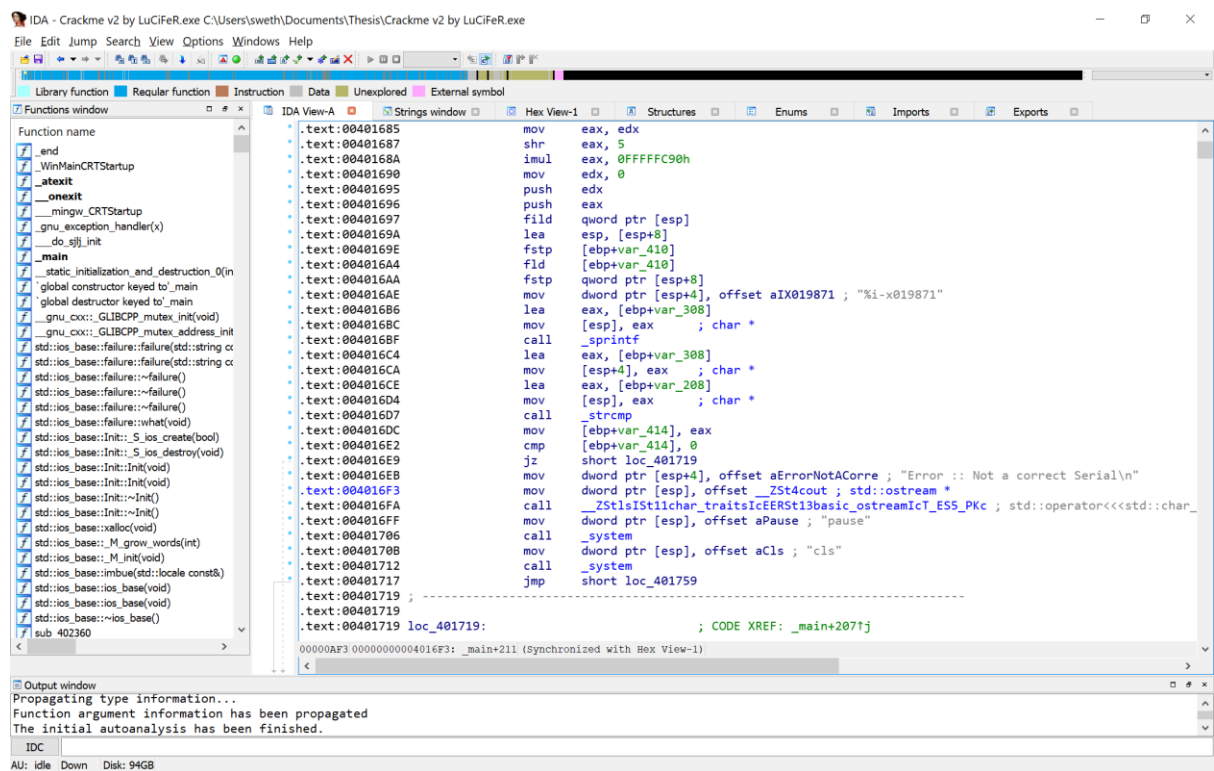 IDA - Crackme v2 by LuCiFeR.exe C:\Users\sweth\Documents\Thesis\Crackme v2 by LuCiFeR.exe
File Edit Jump Search View Options Windows Help
Library function Regular function Instruction Data Unexplored External symbol
Functions window
IDA View-A Strings window Hex View-1 Structures Enums Imports Exports
Function name
_end
_WinMainCRTStartup
_atexit
__onexit
___mingw_CRTStartup
_gnu_exception_handler(x)
___do_sjlj_init
_main
__static_initialization_and_destruction_0(in
`global constructor keyed to'_main
`global destructor keyed to'_main
__gnu_cxx::_GLIBCPP_mutex_init(void)
__gnu_cxx::_GLIBCPP_mutex_address_init
std::ios_base::failure::failure(std::string cc
std::ios_base::failure::failure(std::string cc
std::ios_base::failure::~failure()
std::ios_base::failure::~failure()
std::ios_base::failure::~failure()
std::ios_base::failure::what(void)
std::ios_base::Init::_S_ios_create(bool)
std::ios_base::Init::_S_ios_destroy(void)
std::ios_base::Init::Init(void)
std::ios_base::Init::Init(void)
std::ios_base::Init::~Init()
std::ios_base::Init::~Init()
std::ios_base::xalloc(void)
std::ios_base::_M_grow_words(int)
std::ios_base::_M_init(void)
std::ios_base::imbue(std::locale const&)
std::ios_base::ios_base(void)
std::ios_base::ios_base(void)
std::ios_base::~ios_base()
sub_402360
.text:00401685 mov eax, edx
.text:00401687 shr eax, 5
.text:0040168A imul eax, 0FFFFFC90h
.text:00401690 mov edx, 0
.text:00401695 push edx
.text:00401696 push eax
.text:00401697 fild qword ptr [esp]
.text:0040169A lea esp, [esp+8]
.text:0040169E fstp [ebp+var_410]
.text:004016A4 fld [ebp+var_410]
.text:004016AA fstp qword ptr [esp+8]
.text:004016AE mov dword ptr [esp+4], offset aIX019871 ; "%i-x019871"
.text:004016B6 lea eax, [ebp+var_308]
.text:004016BC mov [esp], eax ; char *
.text:004016BF call _sprintf
.text:004016C4 lea eax, [ebp+var_308]
.text:004016CA mov [esp+4], eax ; char *
.text:004016CE lea eax, [ebp+var_208]
.text:004016D4 mov [esp], eax ; char *
.text:004016D7 call _strcmp
.text:004016DC mov [ebp+var_414], eax
.text:004016E2 cmp [ebp+var_414], 0
.text:004016E9 jz short loc_401719
.text:004016EB mov dword ptr [esp+4], offset aErrorNotACorre ; "Error :: Not a correct Serial\n"
.text:004016F3 mov dword ptr [esp], offset __ZSt4cout ; std::ostream *
.text:004016FA call __ZStlsISt11char_traitsIcEERSt13basic_ostreamIcT_ES5_PKc ; std::operator<<<std::char_
.text:004016FF mov dword ptr [esp], offset aPause ; "pause"
.text:00401706 call _system
.text:0040170B mov dword ptr [esp], offset aCls ; "cls"
.text:00401712 call _system
.text:00401717 jmp short loc_401759
.text:00401719 ; ---------------------------------------------------------------------------
.text:00401719
.text:00401719 loc_401719: ; CODE XREF: _main+207↑j
00000AF3 00000000004016F3: _main+211 (Synchronized with Hex View-1)
Output window
Propagating type information...
Function argument information has been propagated
The initial autoanalysis has been finished.
IDC
AU: idle Down Disk: 94GB